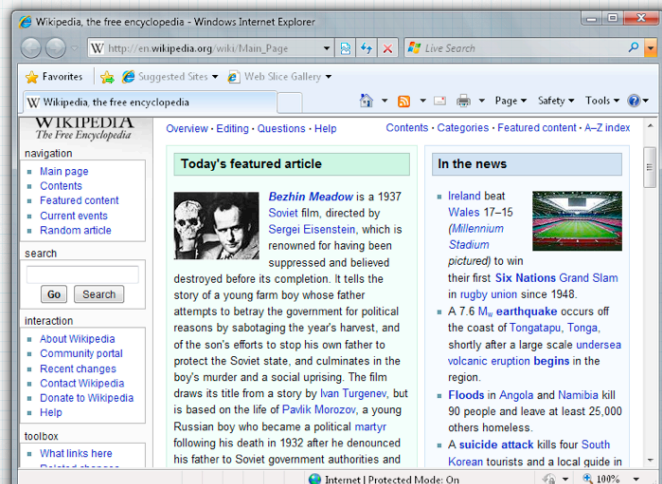 Wikipedia, the free encyclopedia - Windows Internet Explorer
W http://en.wikipedia.org/wiki/Main_Page
Live Search
Favorites
Suggested Sites
Web Slice Gallery
W Wikipedia, the free encyclopedia
Page
Safety
Tools
WIKIPEDIA
The Free Encyclopedia
navigation
Main page
Contents
Featured content
Current events
Random article
search
Go Search
interaction
About Wikipedia
Community portal
Recent changes
Contact Wikipedia
Donate to Wikipedia
Help
toolbox
What links here
Related changes
Overview · Editing · Questions · Help
Contents · Categories · Featured content · A–Z index
Today's featured article
Bezhin Meadow is a 1937
Soviet film, directed by
Sergei Eisenstein, which is
renowned for having been
suppressed and believed
destroyed before its completion. It tells the
story of a young farm boy whose father
attempts to betray the government for political
reasons by sabotaging the year's harvest, and
of the son's efforts to stop his own father to
protect the Soviet state, and culminates in the
boy's murder and a social uprising. The film
draws its title from a story by Ivan Turgenev, but
is based on the life of Pavlik Morozov, a young
Russian boy who became a political martyr
following his death in 1932 after he denounced
his father to Soviet government authorities and
In the news
Ireland beat
Wales 17–15
(Millennium
Stadium
pictured) to win
their first Six Nations Grand Slam
in rugby union since 1948.
A 7.6 Mw earthquake occurs off
the coast of Tongatapu, Tonga,
shortly after a large scale undersea
volcanic eruption begins in the
region.
Floods in Angola and Namibia kill
90 people and leave at least 25,000
others homeless.
A suicide attack kills four South
Korean tourists and a local guide in
Internet | Protected Mode: On
100%